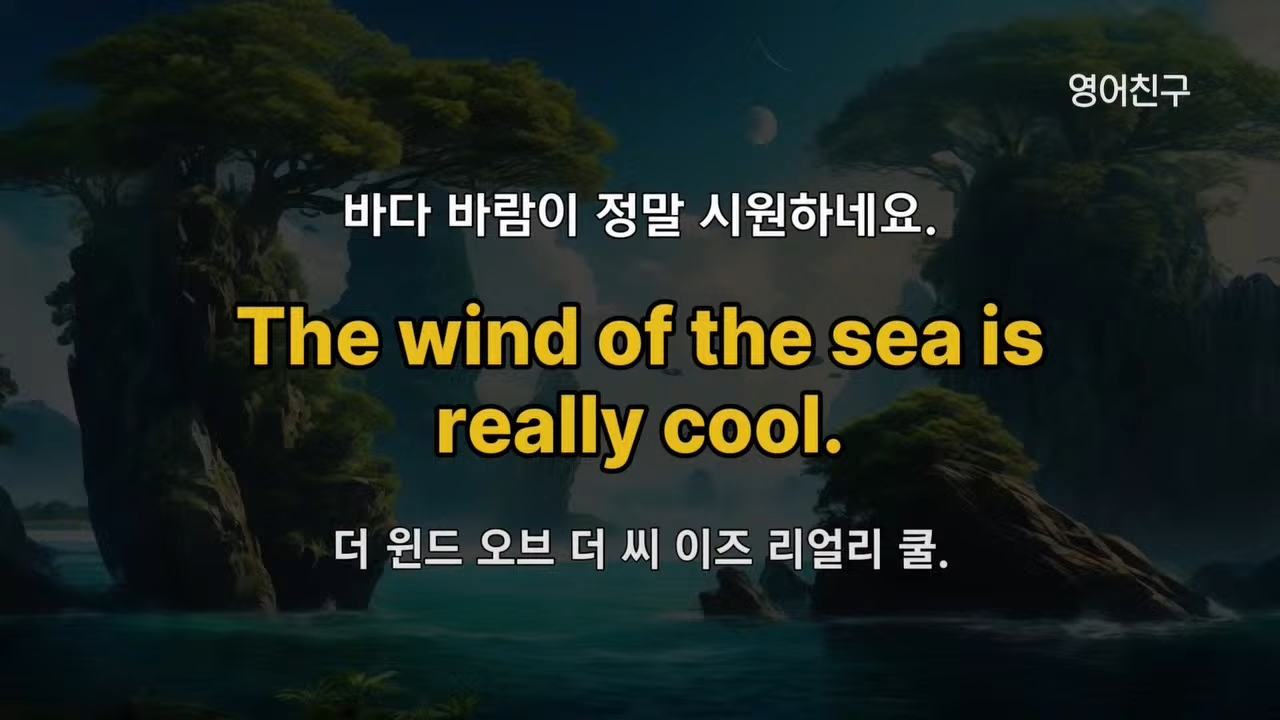 영어친구
바다 바람이 정말 시원하네요.
The wind of the sea is
really cool.
더 윈드 오브 더 씨 이즈 리얼리 쿨.